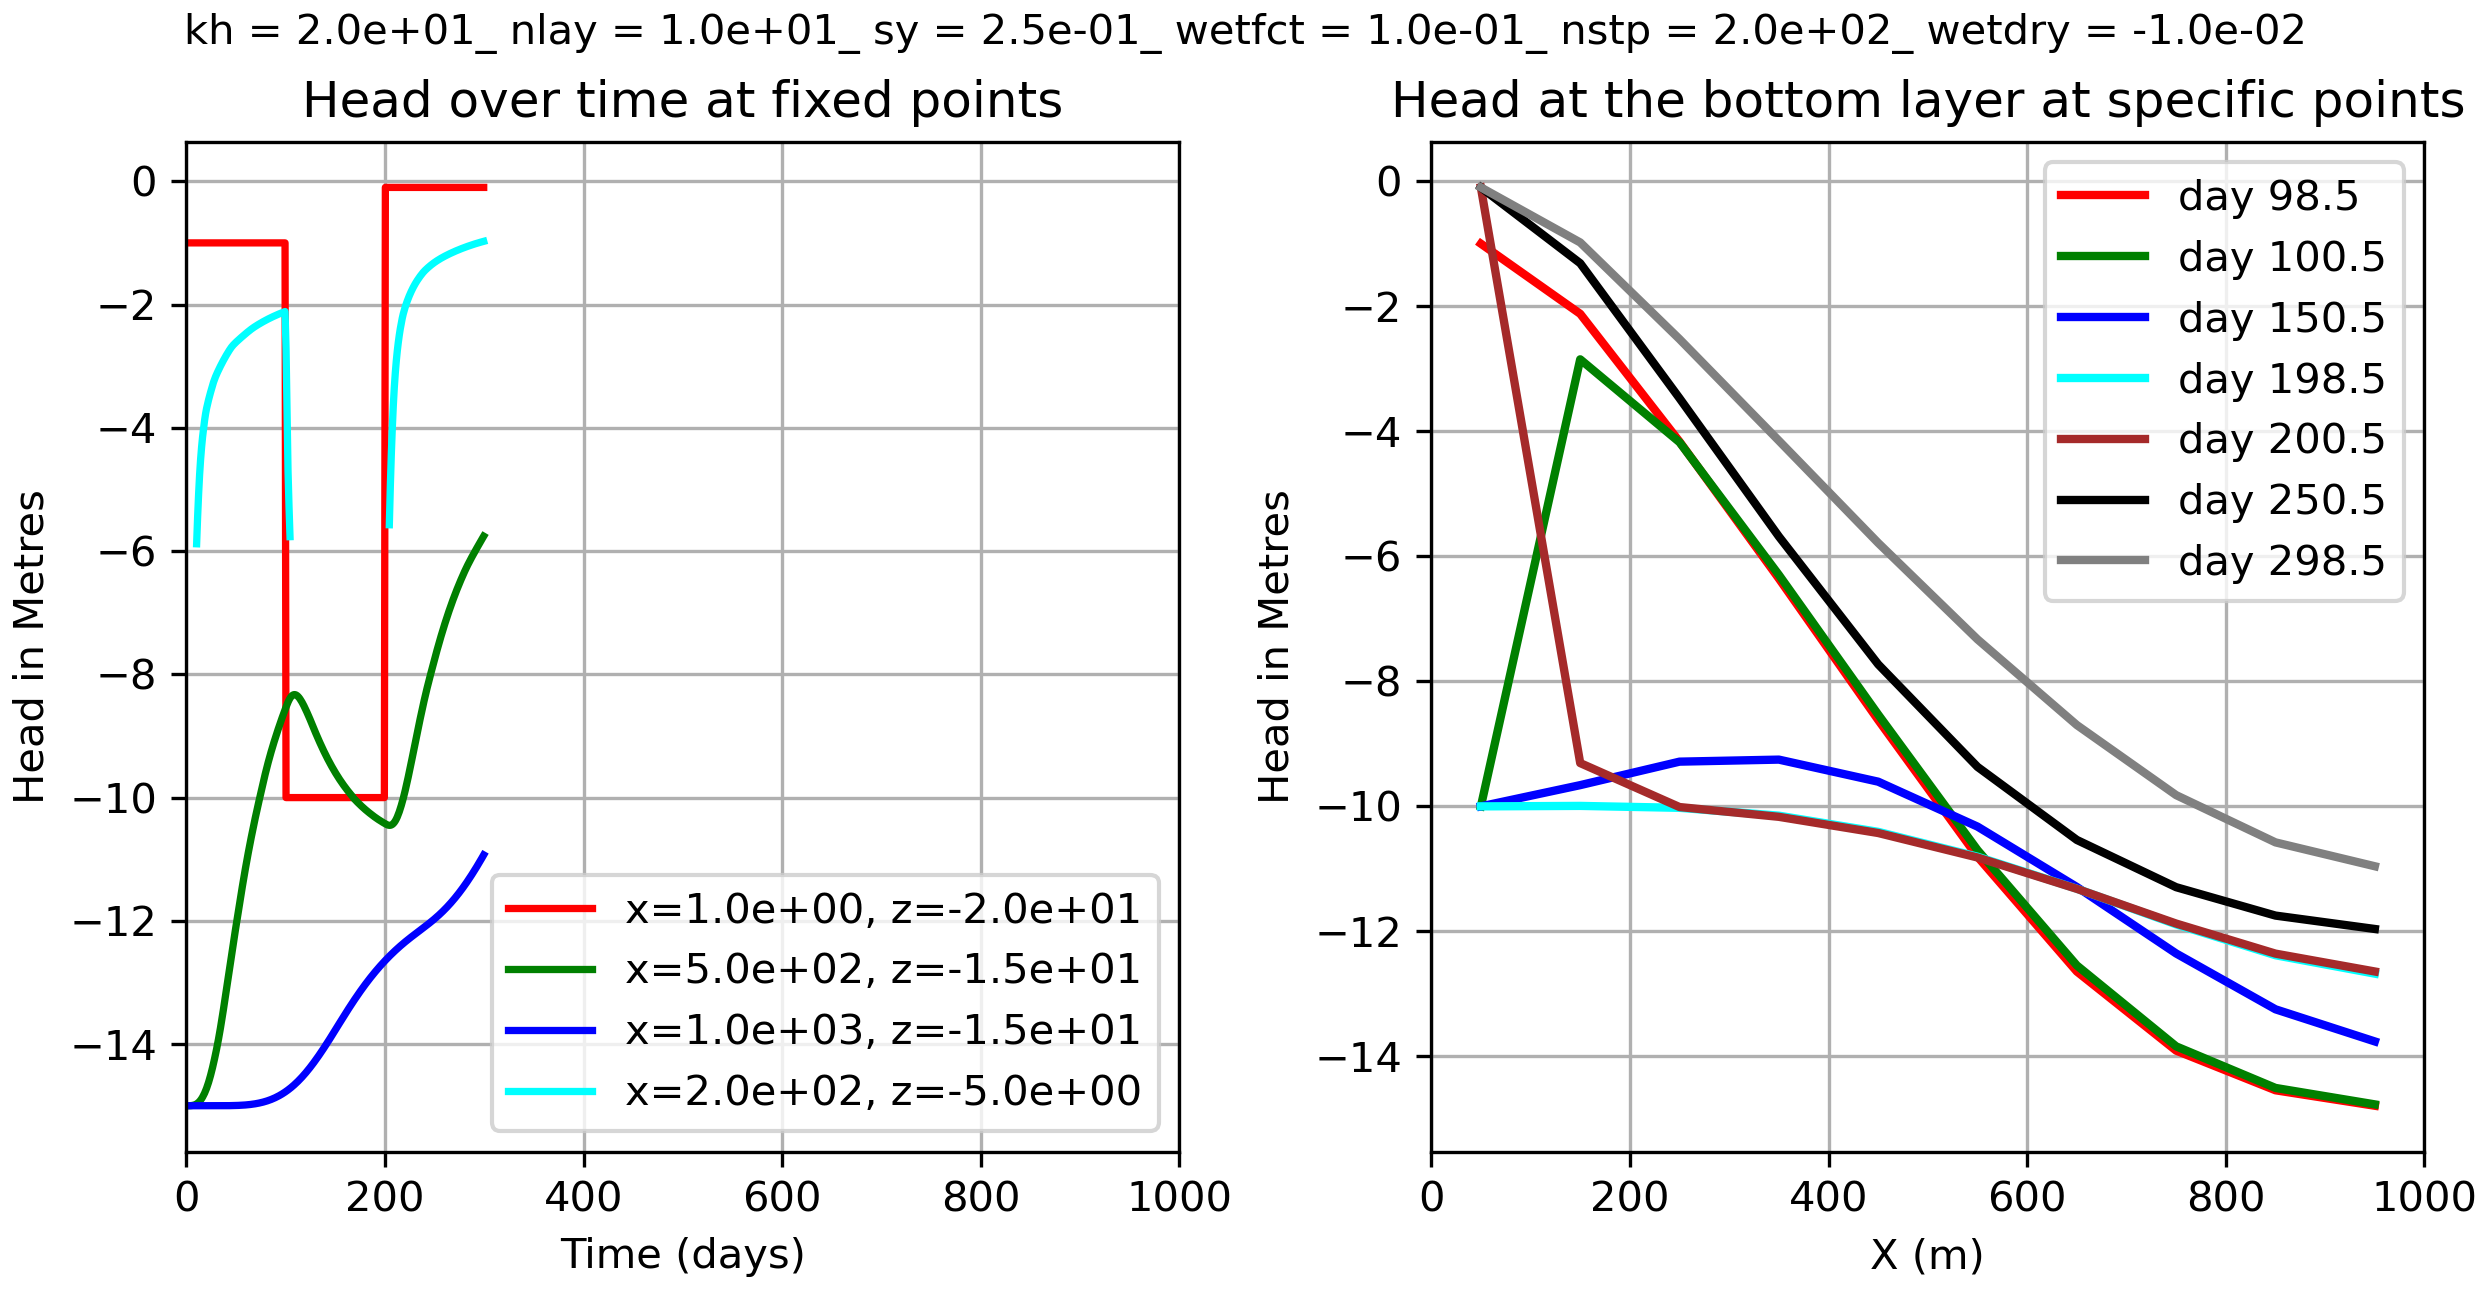 kh = 2.0e+01_ nlay = 1.0e+01_ sy = 2.5e-01_ wetfct = 1.0e-01_ nstp = 2.0e+02_ wetdry = -1.0e-02
Head over time at fixed points
Head in Metres
0
−2
−4
−6
−8
−10
−12
−14
x=1.0e+00, z=-2.0e+01
x=5.0e+02, z=-1.5e+01
x=1.0e+03, z=-1.5e+01
x=2.0e+02, z=-5.0e+00
0 200 400 600 800 1000
Time (days)
Head at the bottom layer at specific points
Head in Metres
0
−2
−4
−6
−8
−10
−12
−14
day 98.5
day 100.5
day 150.5
day 198.5
day 200.5
day 250.5
day 298.5
0 200 400 600 800 1000
X (m)